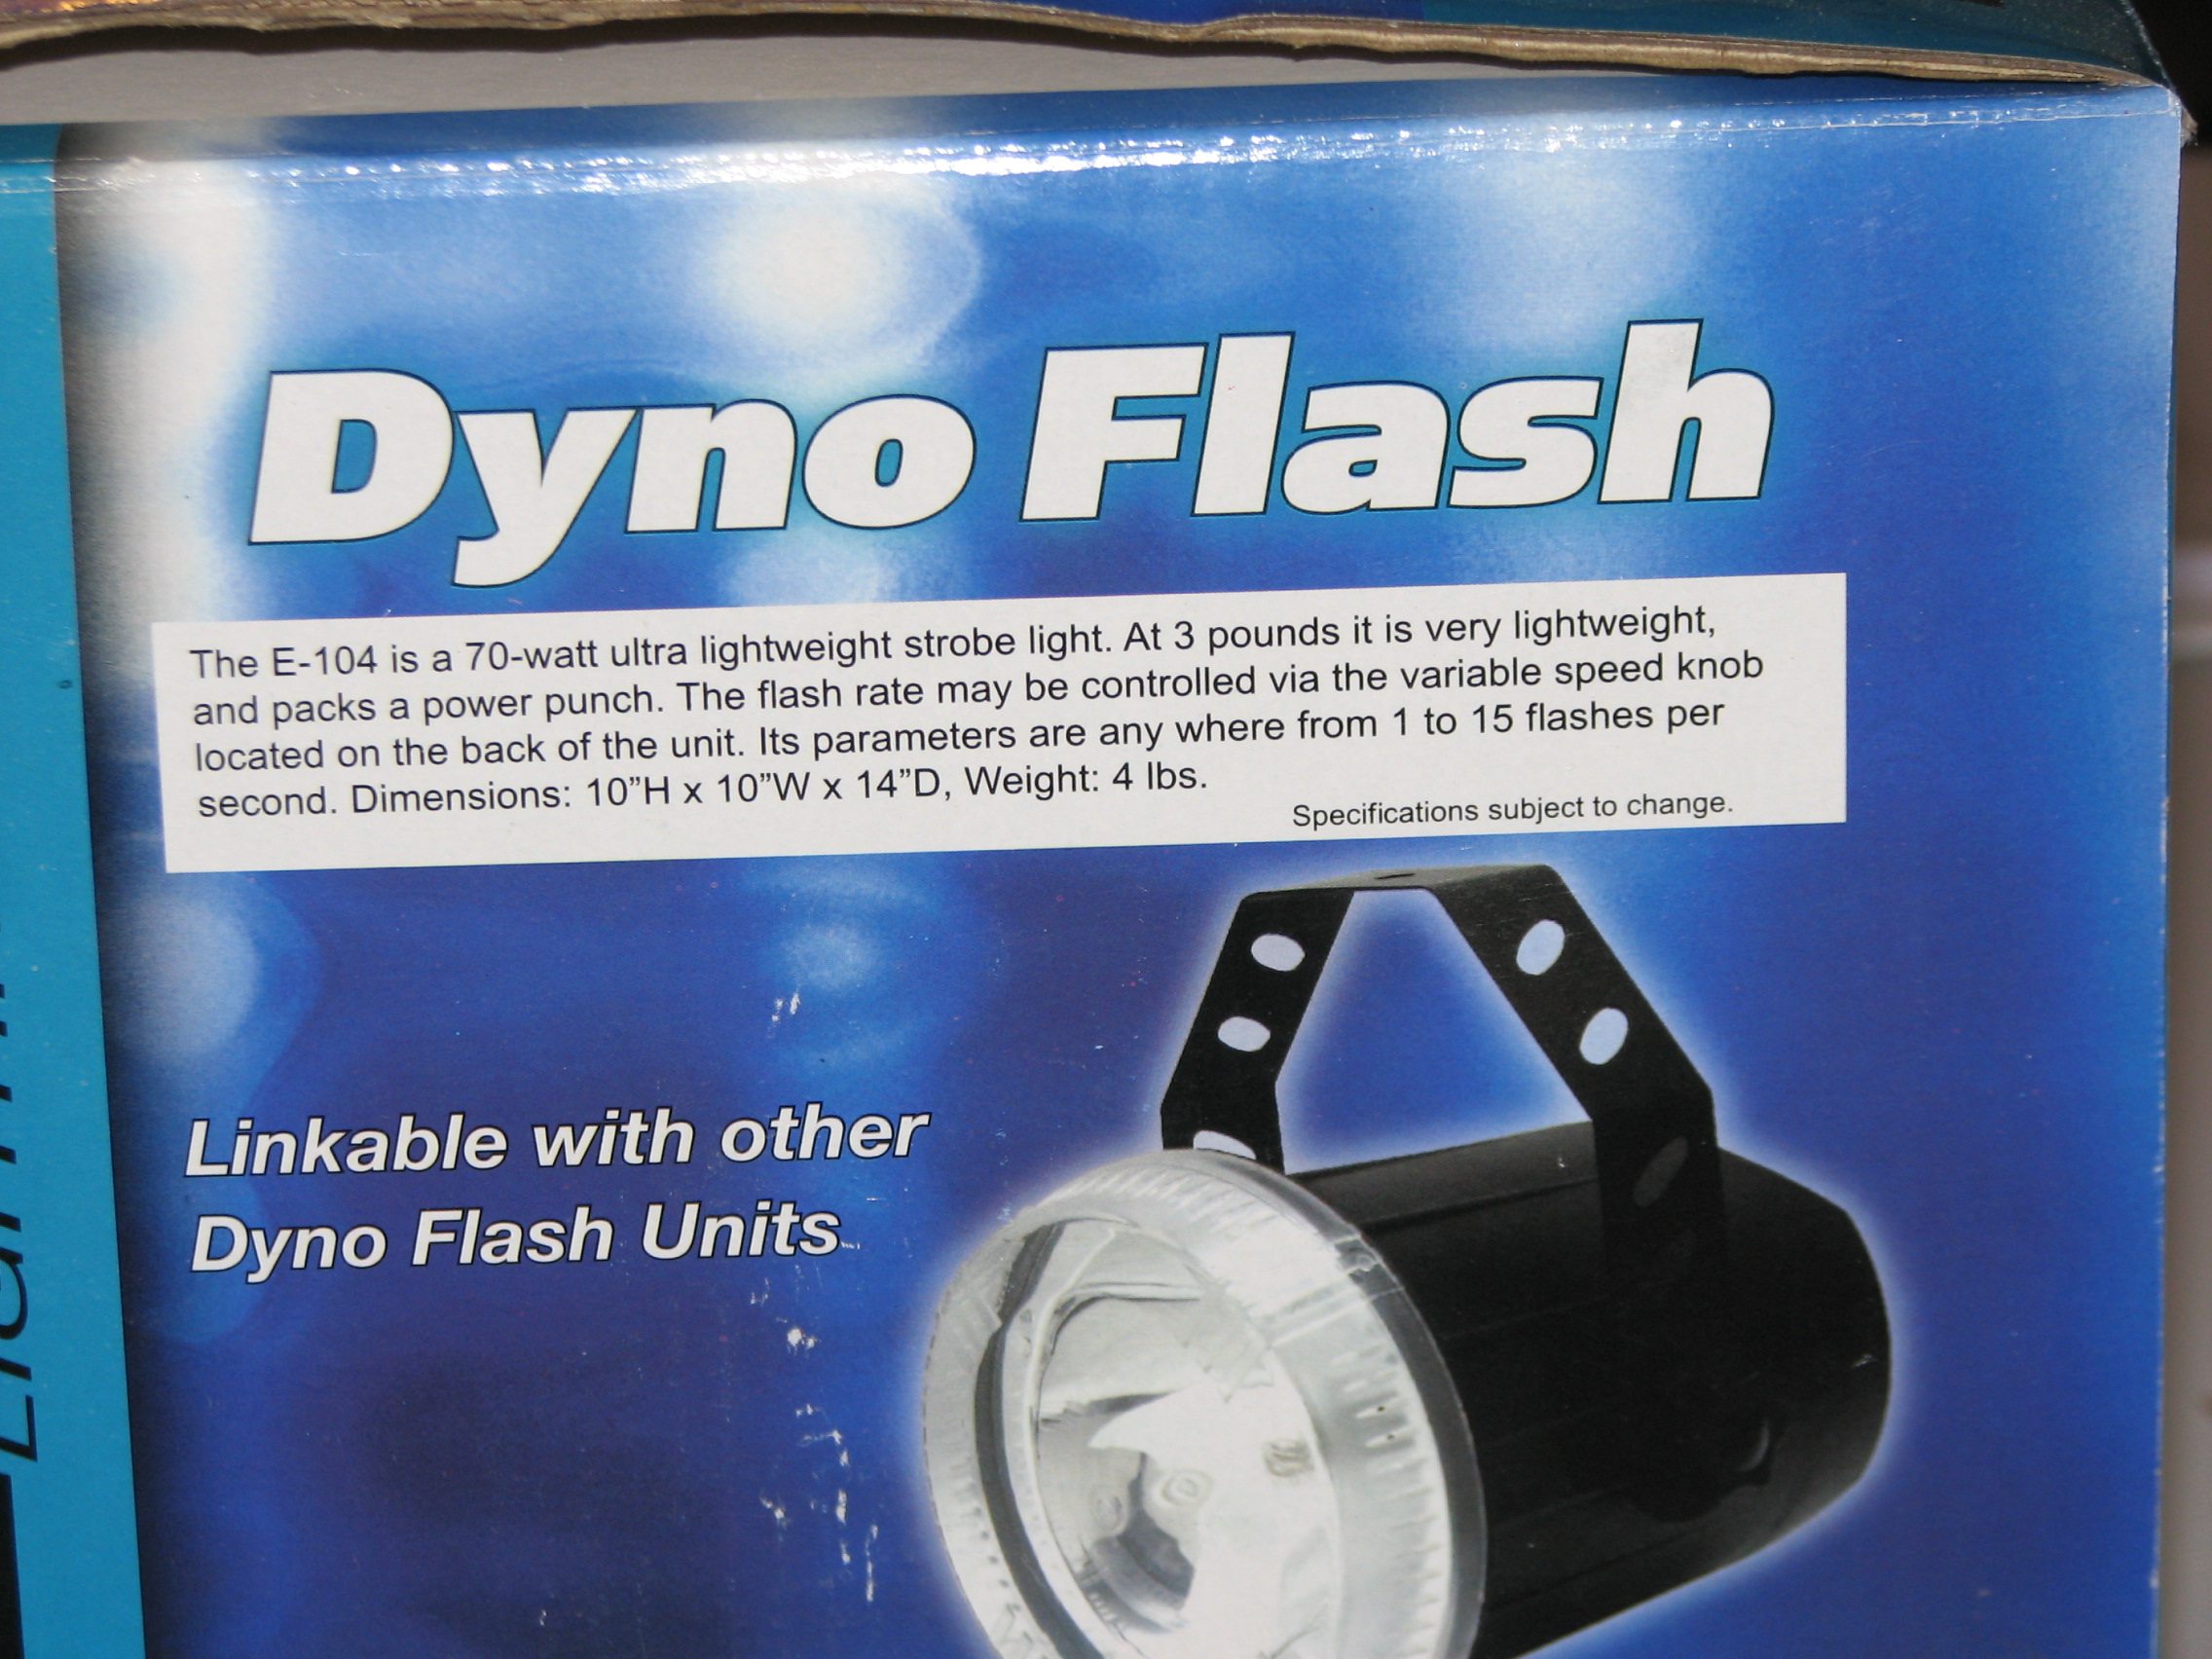 Dyno Flash
The E-104 is a 70-watt ultra lightweight strobe light. At 3 pounds it is very lightweight,
and packs a power punch. The flash rate may be controlled via the variable speed knob
located on the back of the unit. Its parameters are any where from 1 to 15 flashes per
second. Dimensions: 10”H x 10”W x 14”D, Weight: 4 lbs.
Specifications subject to change.
Linkable with other
Dyno Flash Units